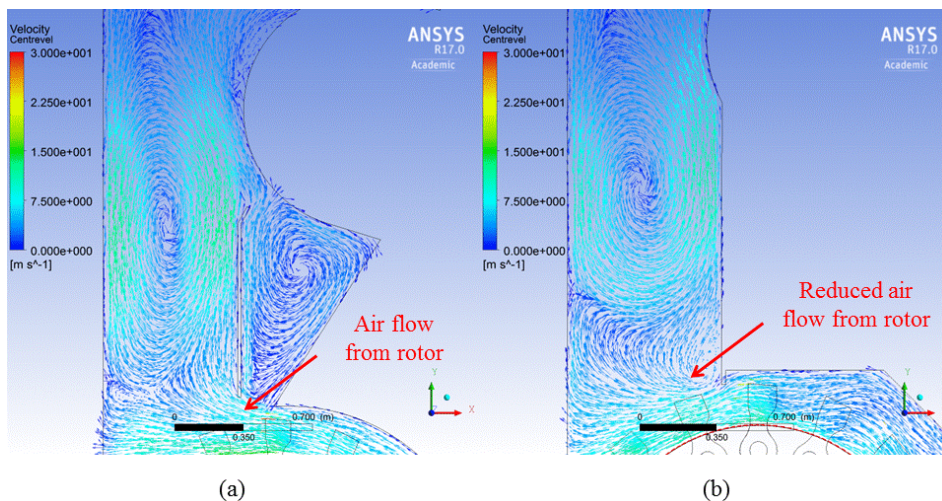 Velocity
Centrevel
3.000e+001
2.250e+001
1.500e+001
7.500e+000
0.000e+000
[m s^-1]
ANSYS
R17.0
Academic
Air flow
from rotor
Y
X
0
0.700 (m)
0.350
(a)
Velocity
Centrevel
3.000e+001
2.250e+001
1.500e+001
7.500e+000
0.000e+000
[m s^-1]
ANSYS
R17.0
Academic
Reduced air
flow from rotor
Y
X
0
0.700 (m)
0.350
(b)